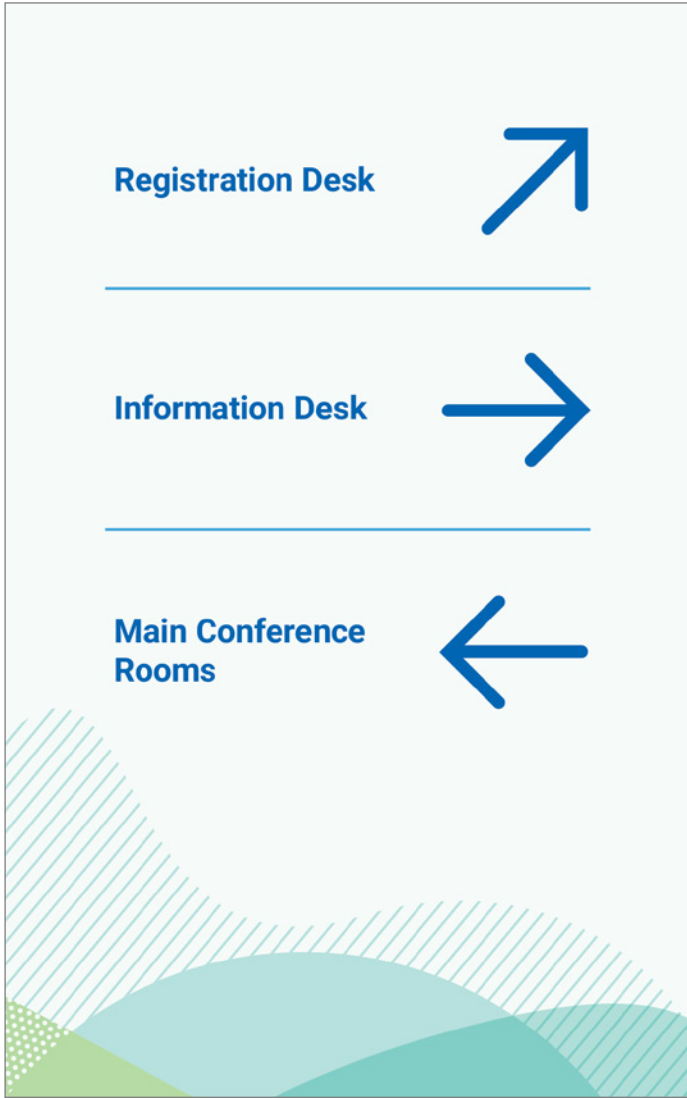 Registration Desk
Information Desk
Main Conference
Rooms